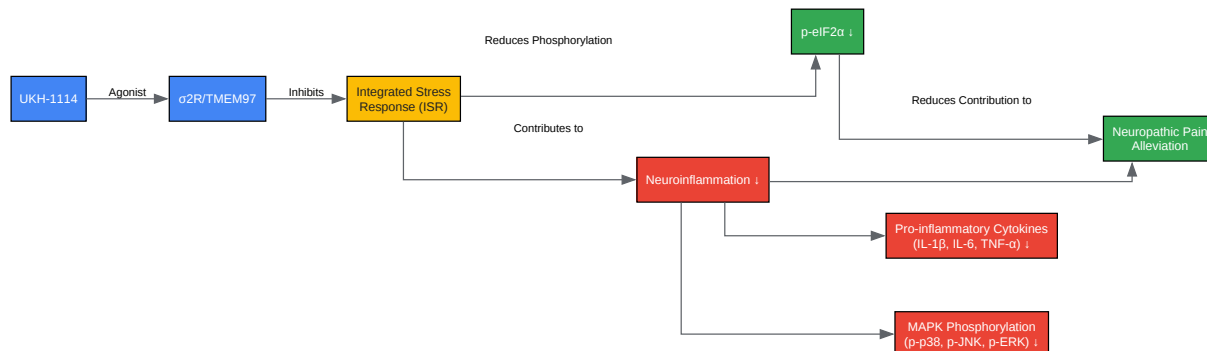 p-eIF2α ↓
Reduces Phosphorylation
UKH-1114
Agonist
σ2R/TMEM97
Inhibits
Integrated Stress
Response (ISR)
Reduces Contribution to
Contributes to
Neuropathic Pain
Alleviation
Neuroinflammation ↓
Pro-inflammatory Cytokines
(IL-1β, IL-6, TNF-α) ↓
MAPK Phosphorylation
(p-p38, p-JNK, p-ERK) ↓